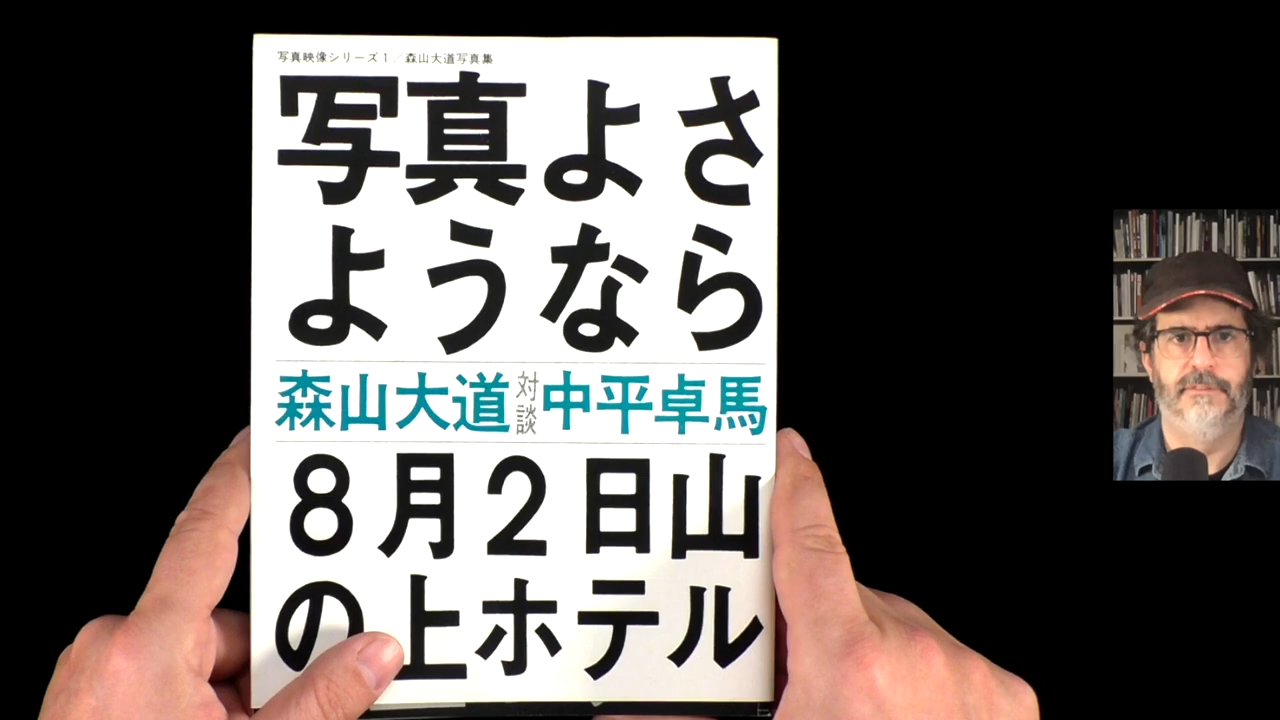 写真映像シリーズ1/森山大道写真集
写真よさ
ようなら
森山大道 対談 中平卓馬
8月2日山
の上ホテル